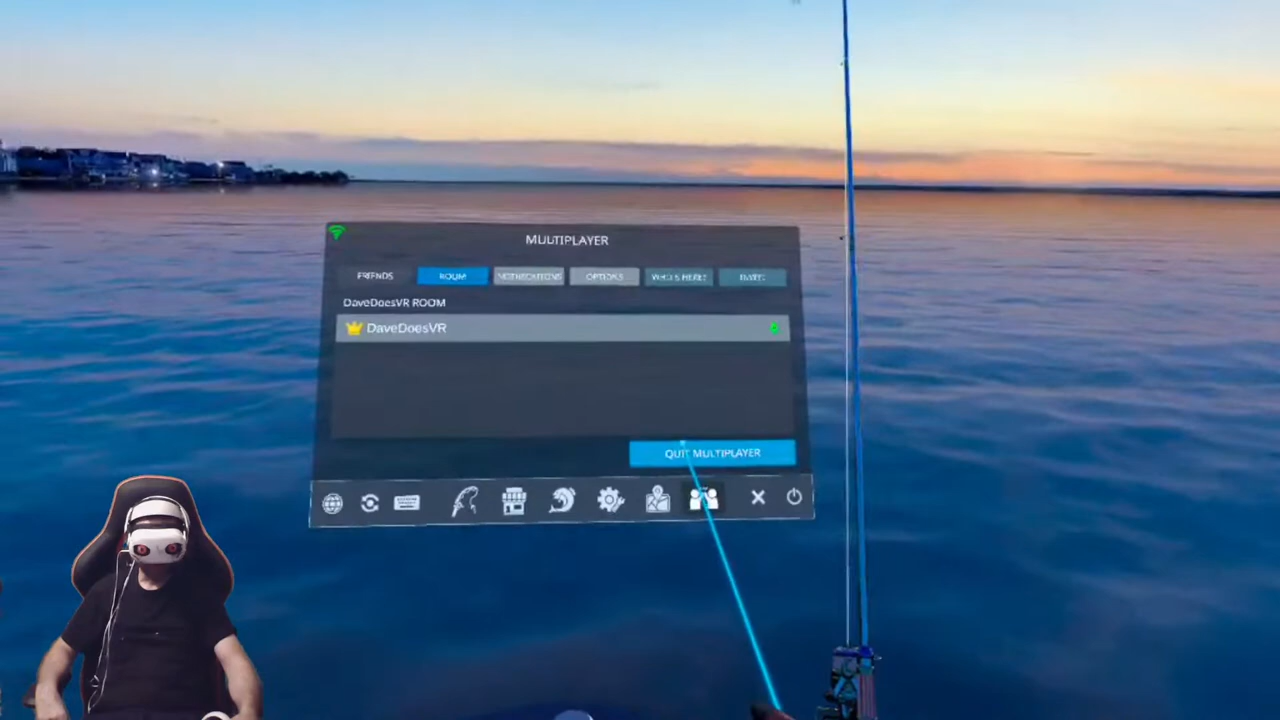 MULTIPLAYER
FRIENDS ROOM NOTIFICATIONS OPTIONS WHO'S HERE? INVITE
DaveDoesVR ROOM
DaveDoesVR
QUIT MULTIPLAYER